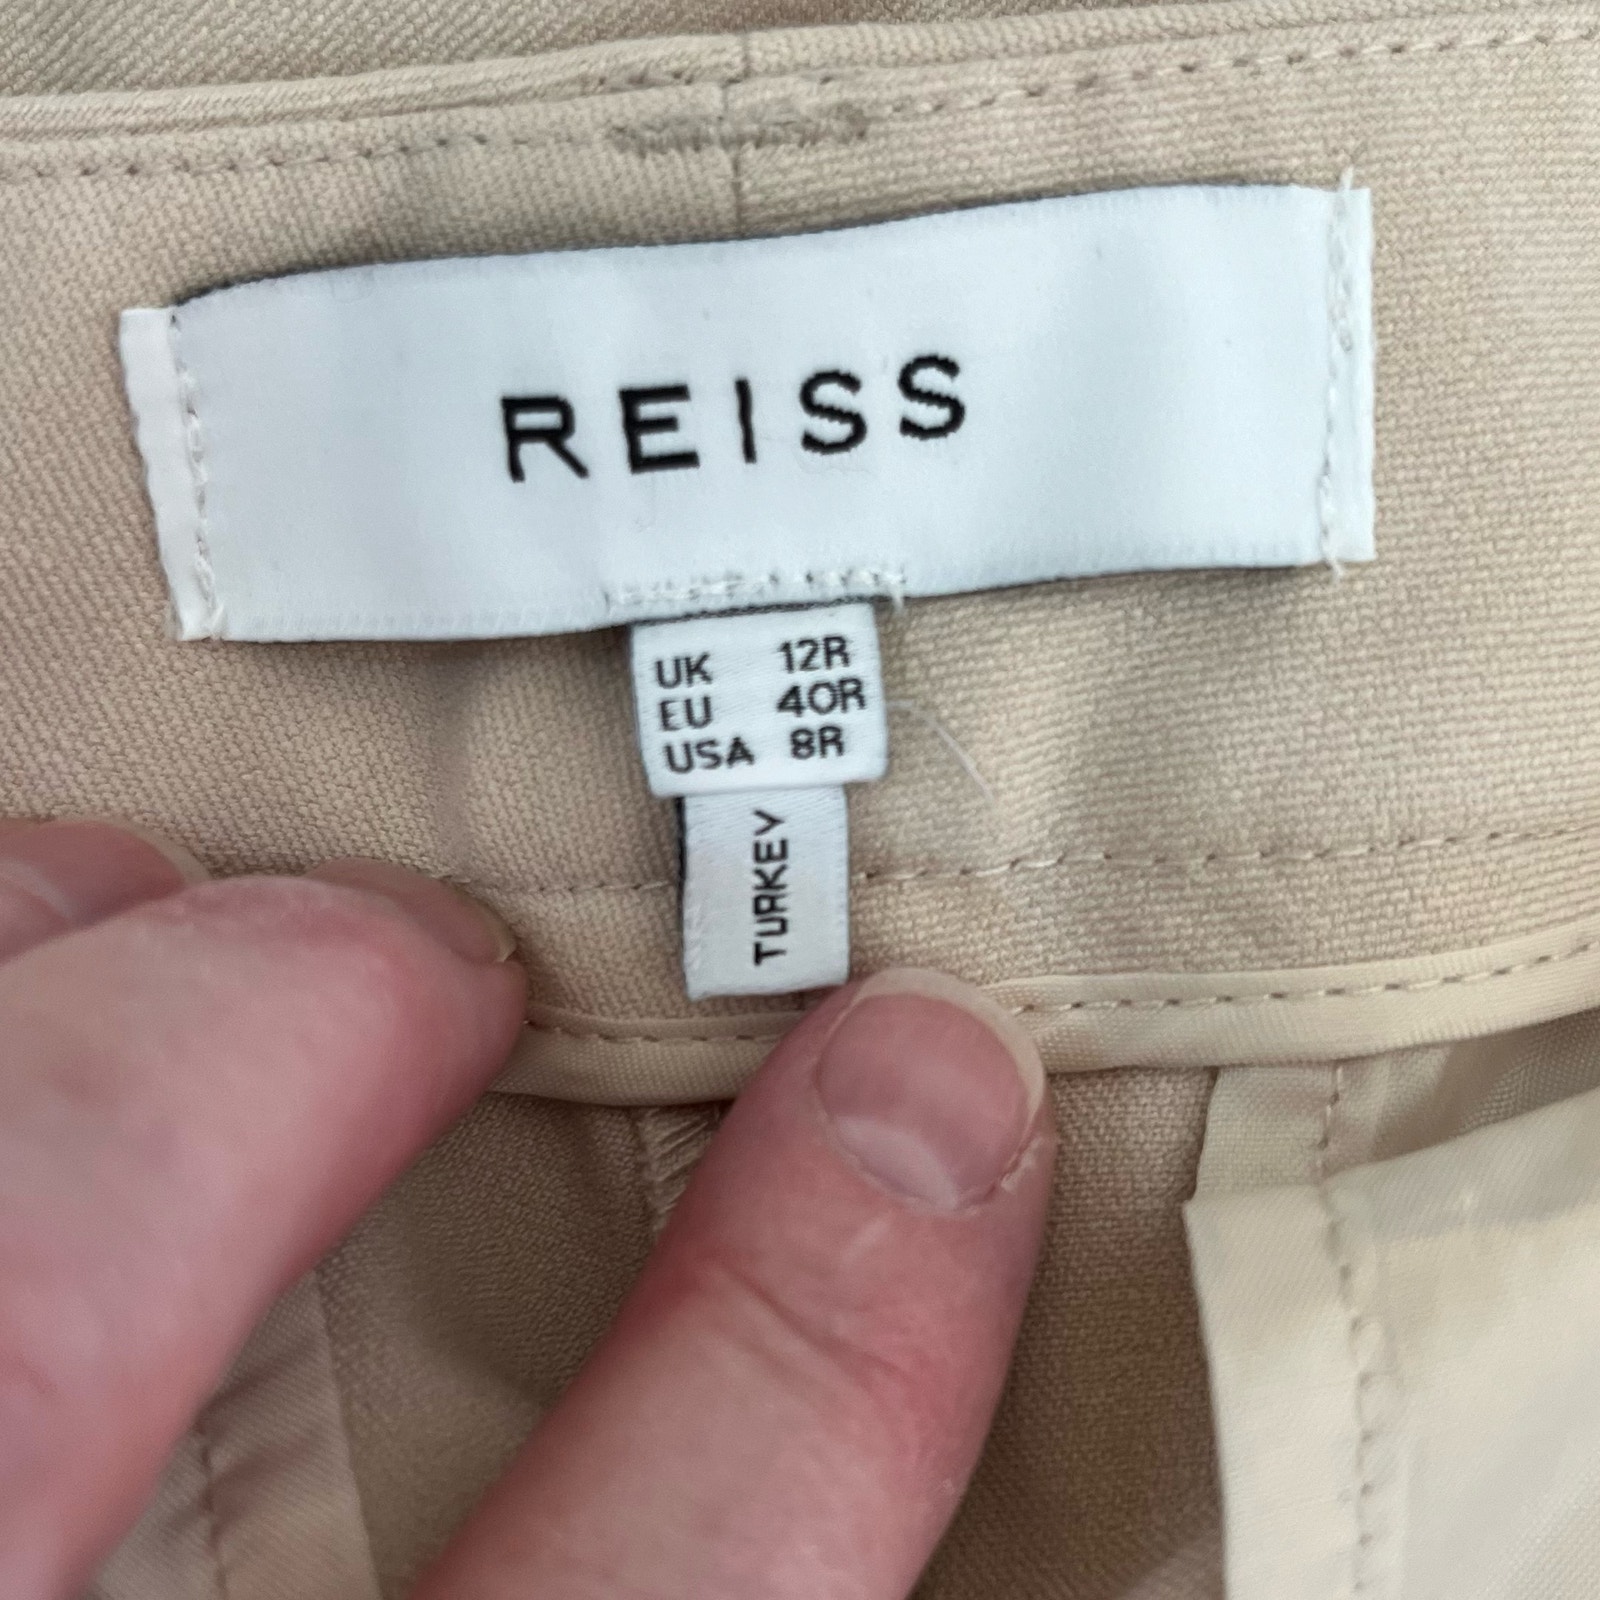 REISS
UK 12R
EU 40R
USA 8R
TURKEY